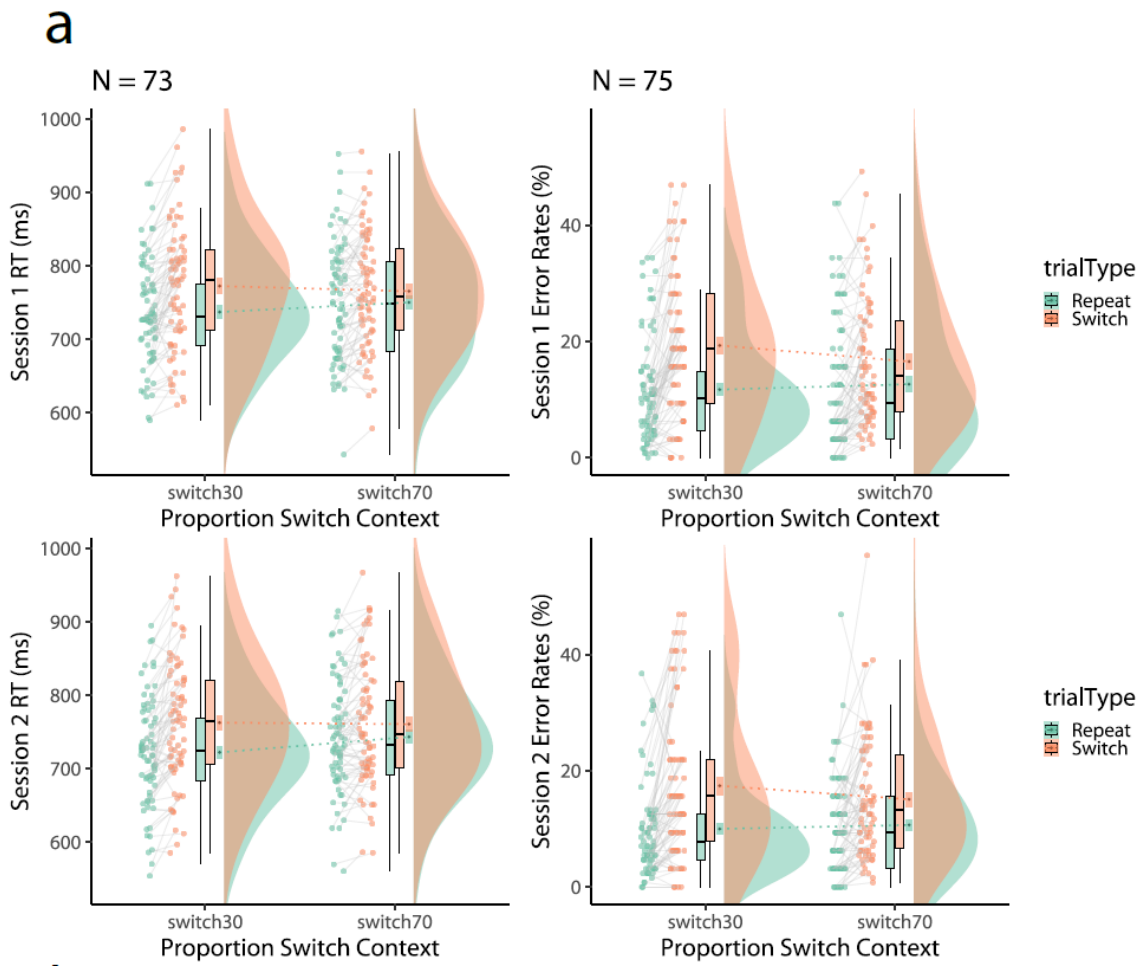 a
N = 73
N = 75
Session 1 RT (ms)
1000
900
800
700
600
switch30
switch70
Proportion Switch Context
Session 1 Error Rates (%)
40
20
0
switch30
switch70
Proportion Switch Context
trialType
Repeat
Switch
Session 2 RT (ms)
1000
900
800
700
600
switch30
switch70
Proportion Switch Context
Session 2 Error Rates (%)
40
20
0
switch30
switch70
Proportion Switch Context
trialType
Repeat
Switch